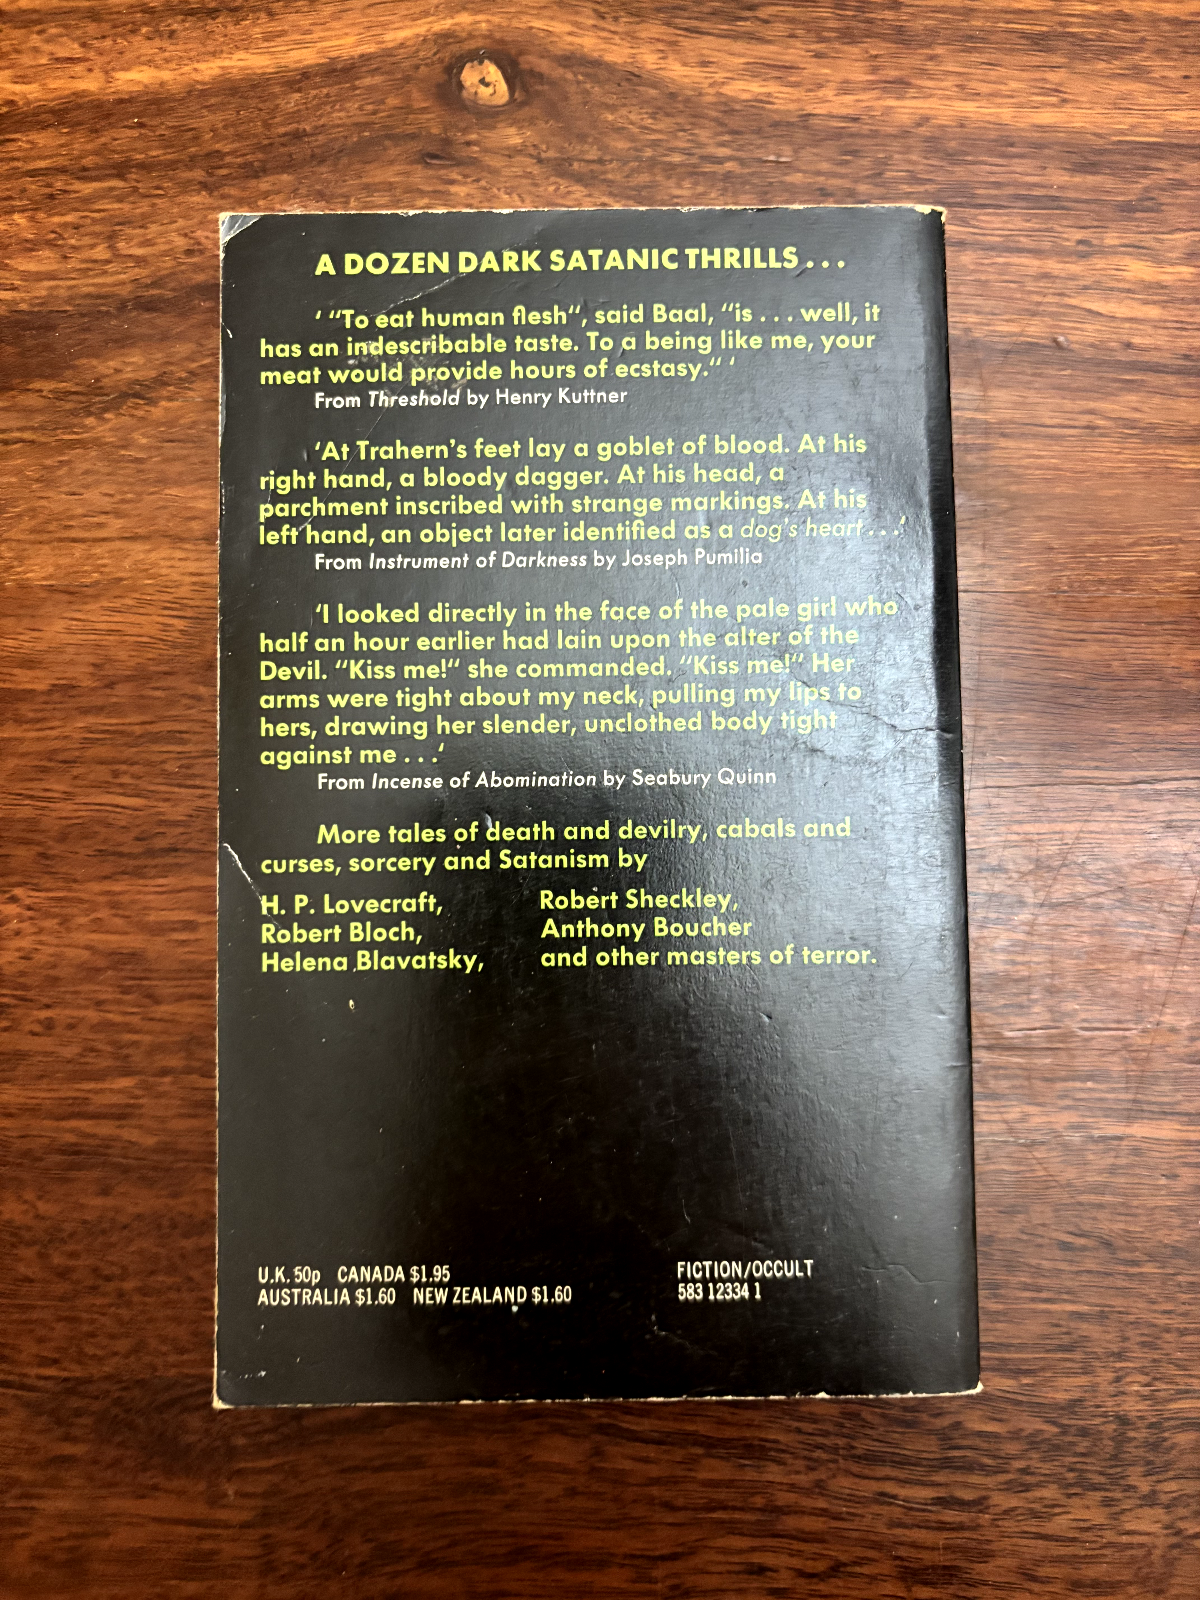 A DOZEN DARK SATANIC THRILLS . . .
‘ “To eat human flesh“, said Baal, “is . . . well, it
has an indescribable taste. To a being like me, your
meat would provide hours of ecstasy.“ ‘
From Threshold by Henry Kuttner
‘At Trahern’s feet lay a goblet of blood. At his
right hand, a bloody dagger. At his head, a
parchment inscribed with strange markings. At his
left hand, an object later identified as a dog’s heart . . .‘
From Instrument of Darkness by Joseph Pumilia
‘I looked directly in the face of the pale girl who
half an hour earlier had lain upon the alter of the
Devil. “Kiss me!“ she commanded. “Kiss me!“ Her
arms were tight about my neck, pulling my lips to
hers, drawing her slender, unclothed body tight
against me . . .‘
From Incense of Abomination by Seabury Quinn
More tales of death and devilry, cabals and
curses, sorcery and Satanism by
H. P. Lovecraft,
Robert Bloch,
Helena Blavatsky,
Robert Sheckley,
Anthony Boucher
and other masters of terror.
U.K. 50p CANADA $1.95
AUSTRALIA $1.60 NEW ZEALAND $1.60
FICTION/OCCULT
583 12334 1